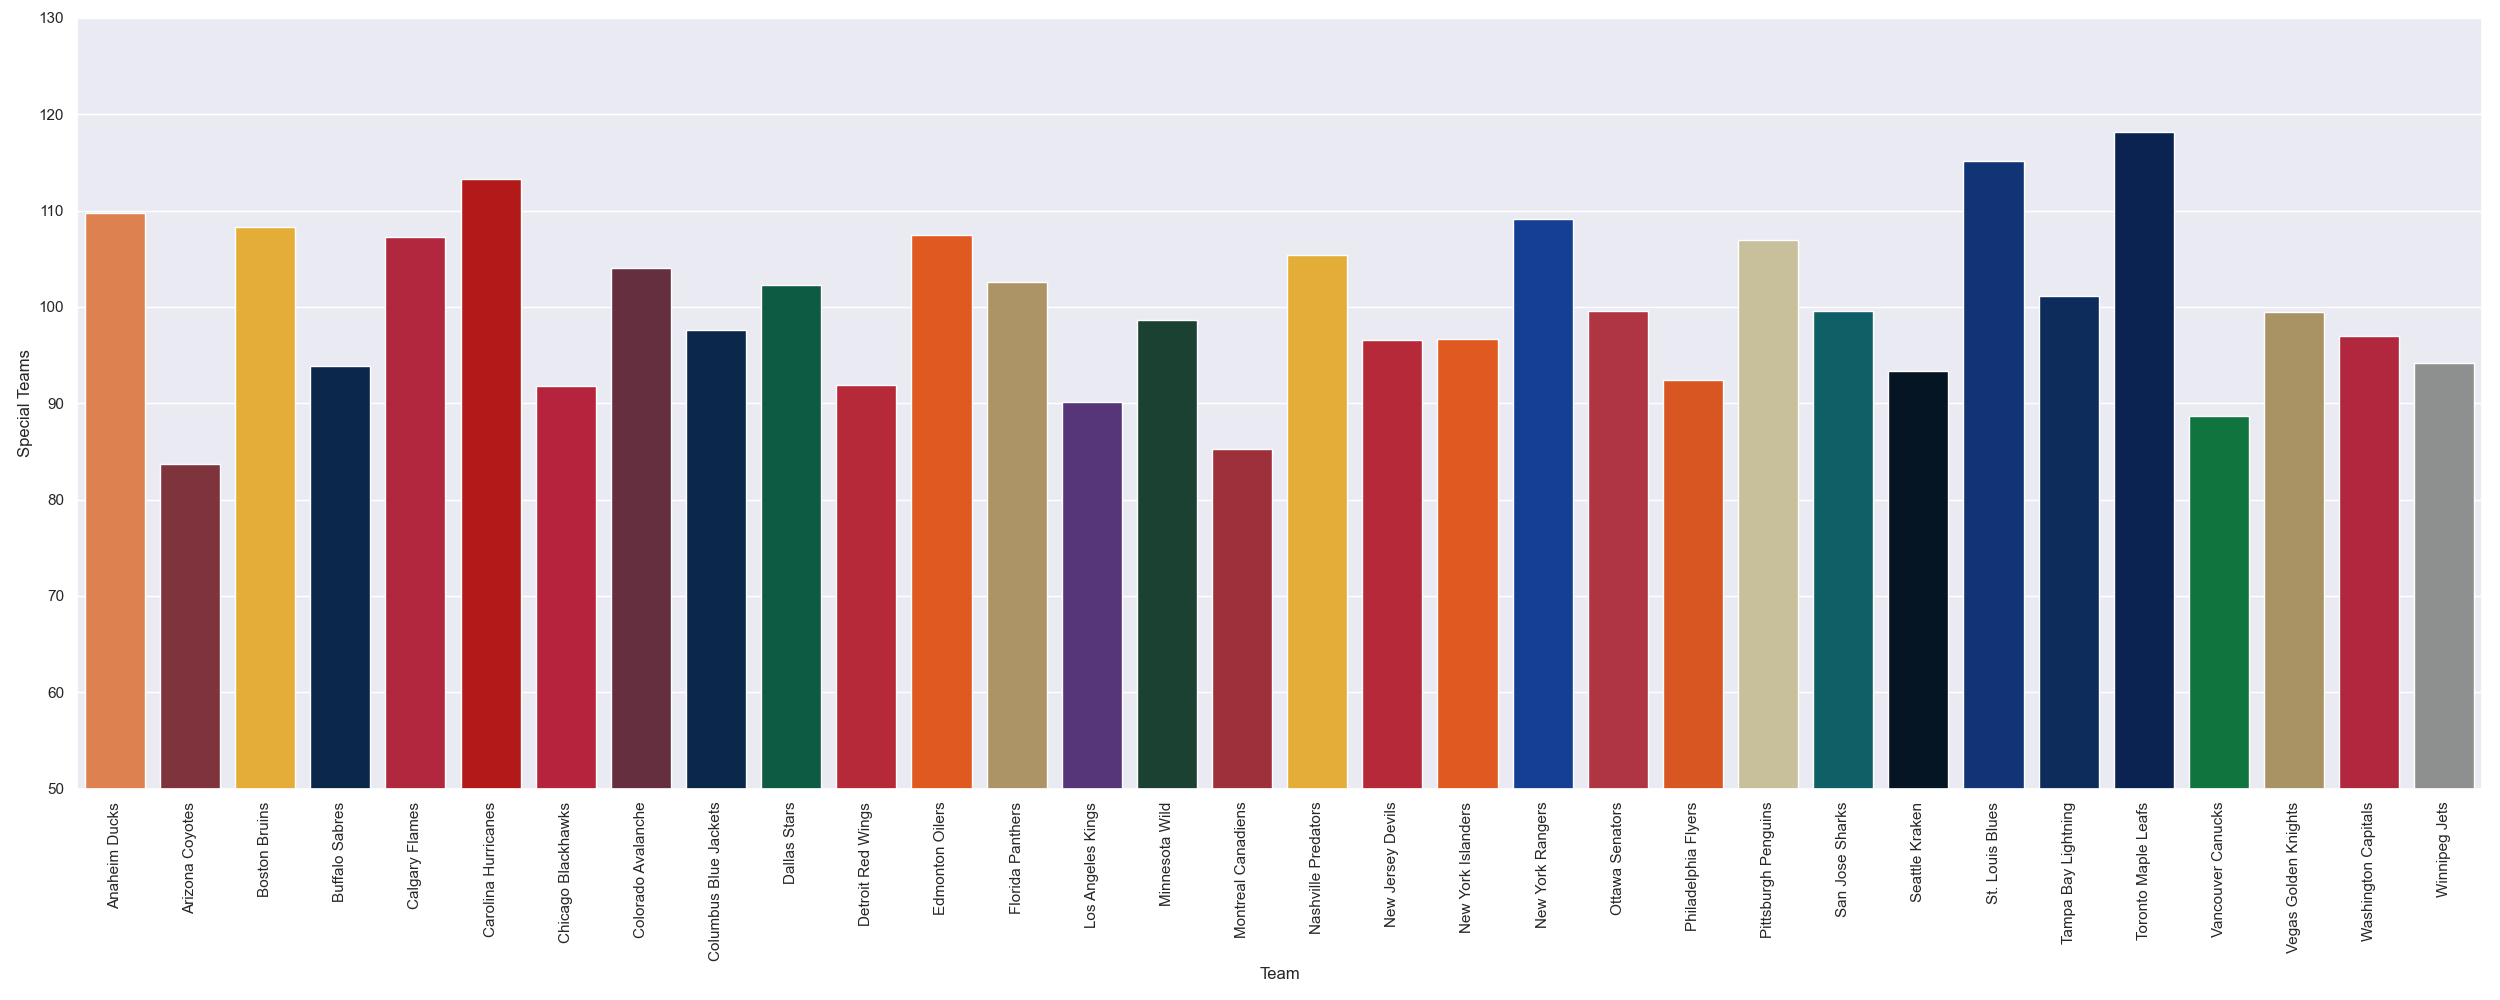 130
120
110
100
90
80
70
60
50
Special Teams
Anaheim Ducks
Arizona Coyotes
Boston Bruins
Buffalo Sabres
Calgary Flames
Carolina Hurricanes
Chicago Blackhawks
Colorado Avalanche
Columbus Blue Jackets
Dallas Stars
Detroit Red Wings
Edmonton Oilers
Florida Panthers
Los Angeles Kings
Minnesota Wild
Montreal Canadiens
Nashville Predators
New Jersey Devils
New York Islanders
New York Rangers
Ottawa Senators
Philadelphia Flyers
Pittsburgh Penguins
San Jose Sharks
Seattle Kraken
St. Louis Blues
Tampa Bay Lightning
Toronto Maple Leafs
Vancouver Canucks
Vegas Golden Knights
Washington Capitals
Winnipeg Jets
Team